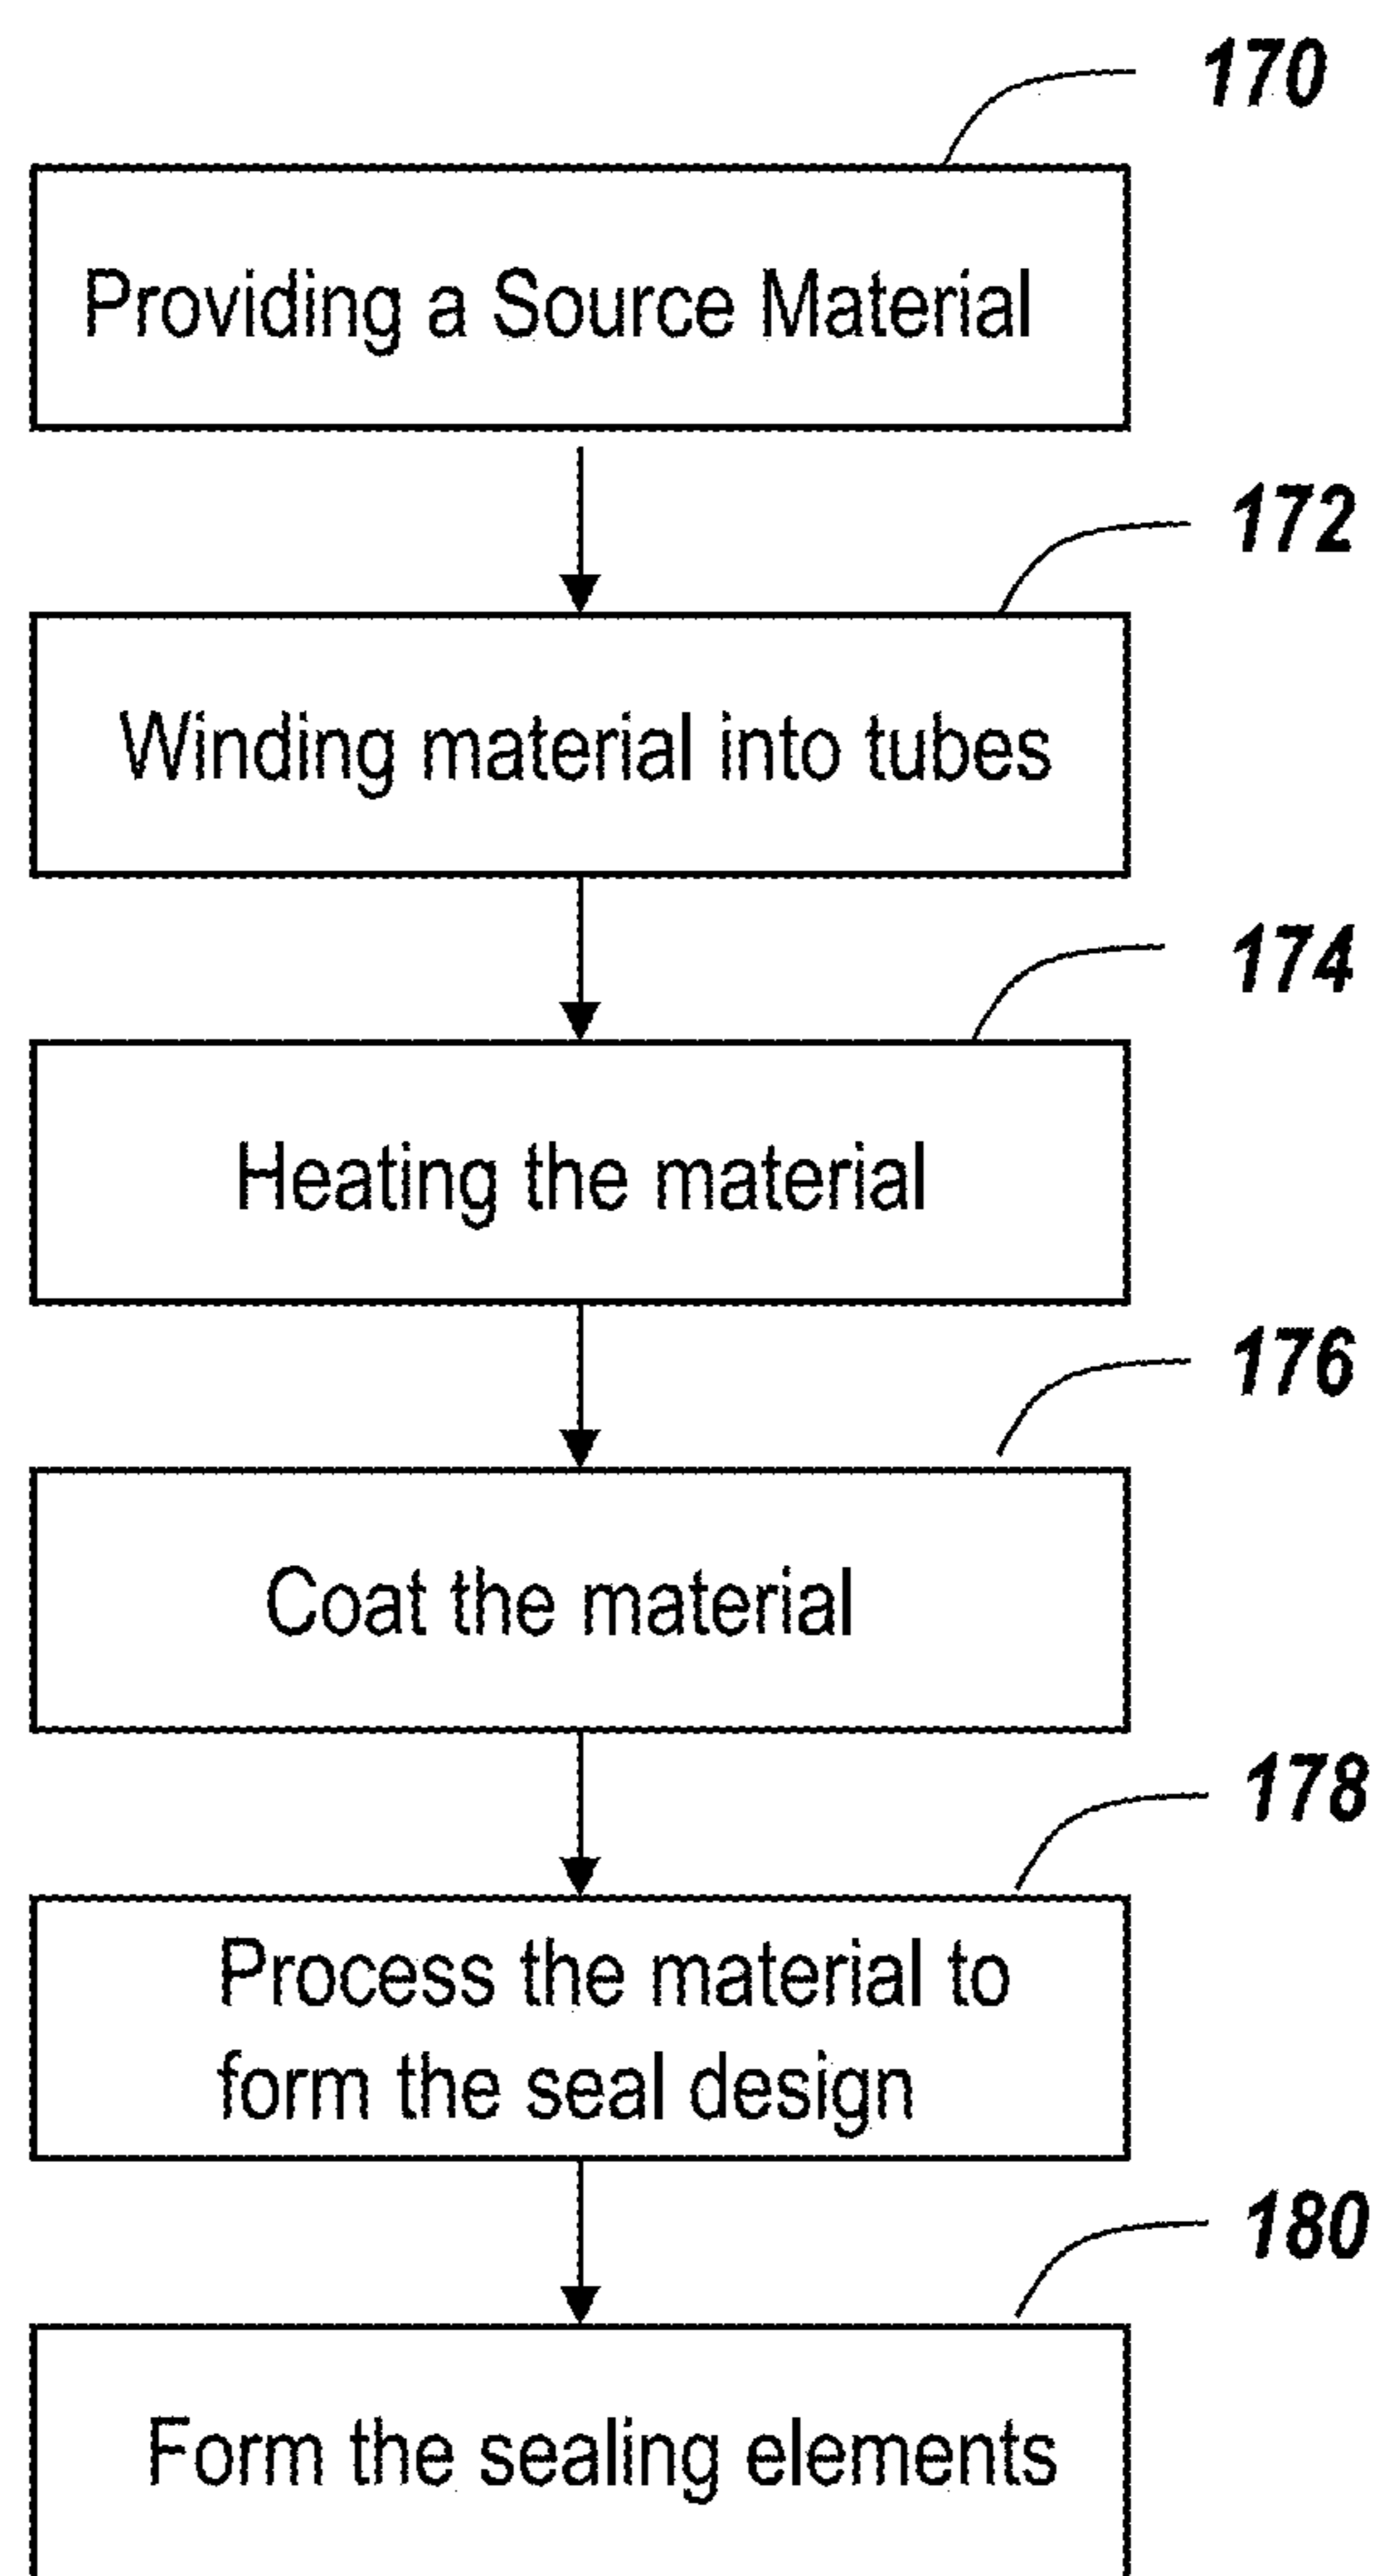 170
Providing a Source Material
172
Winding material into tubes
174
Heating the material
176
Coat the material
178
Process the material to
form the seal design
180
Form the sealing elements